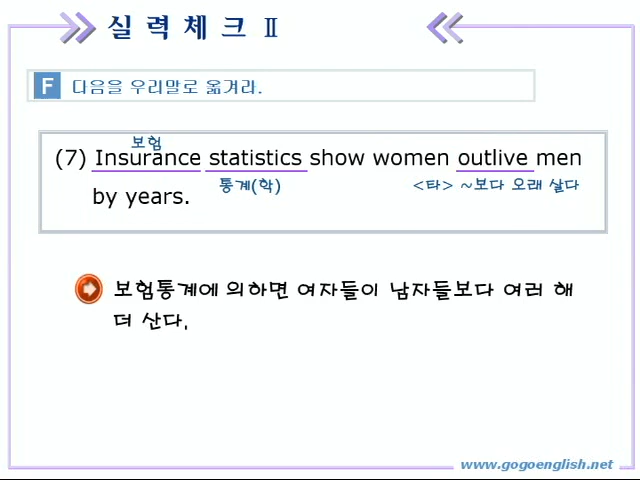 실 력 체 크 Ⅱ
F 다음을 우리말로 옮겨라.
보험
(7) Insurance statistics show women outlive men
통계(학) <타> ~보다 오래 살다
by years.
보험통계에 의하면 여자들이 남자들보다 여러 해
더 산다.
www.gogoenglish.net